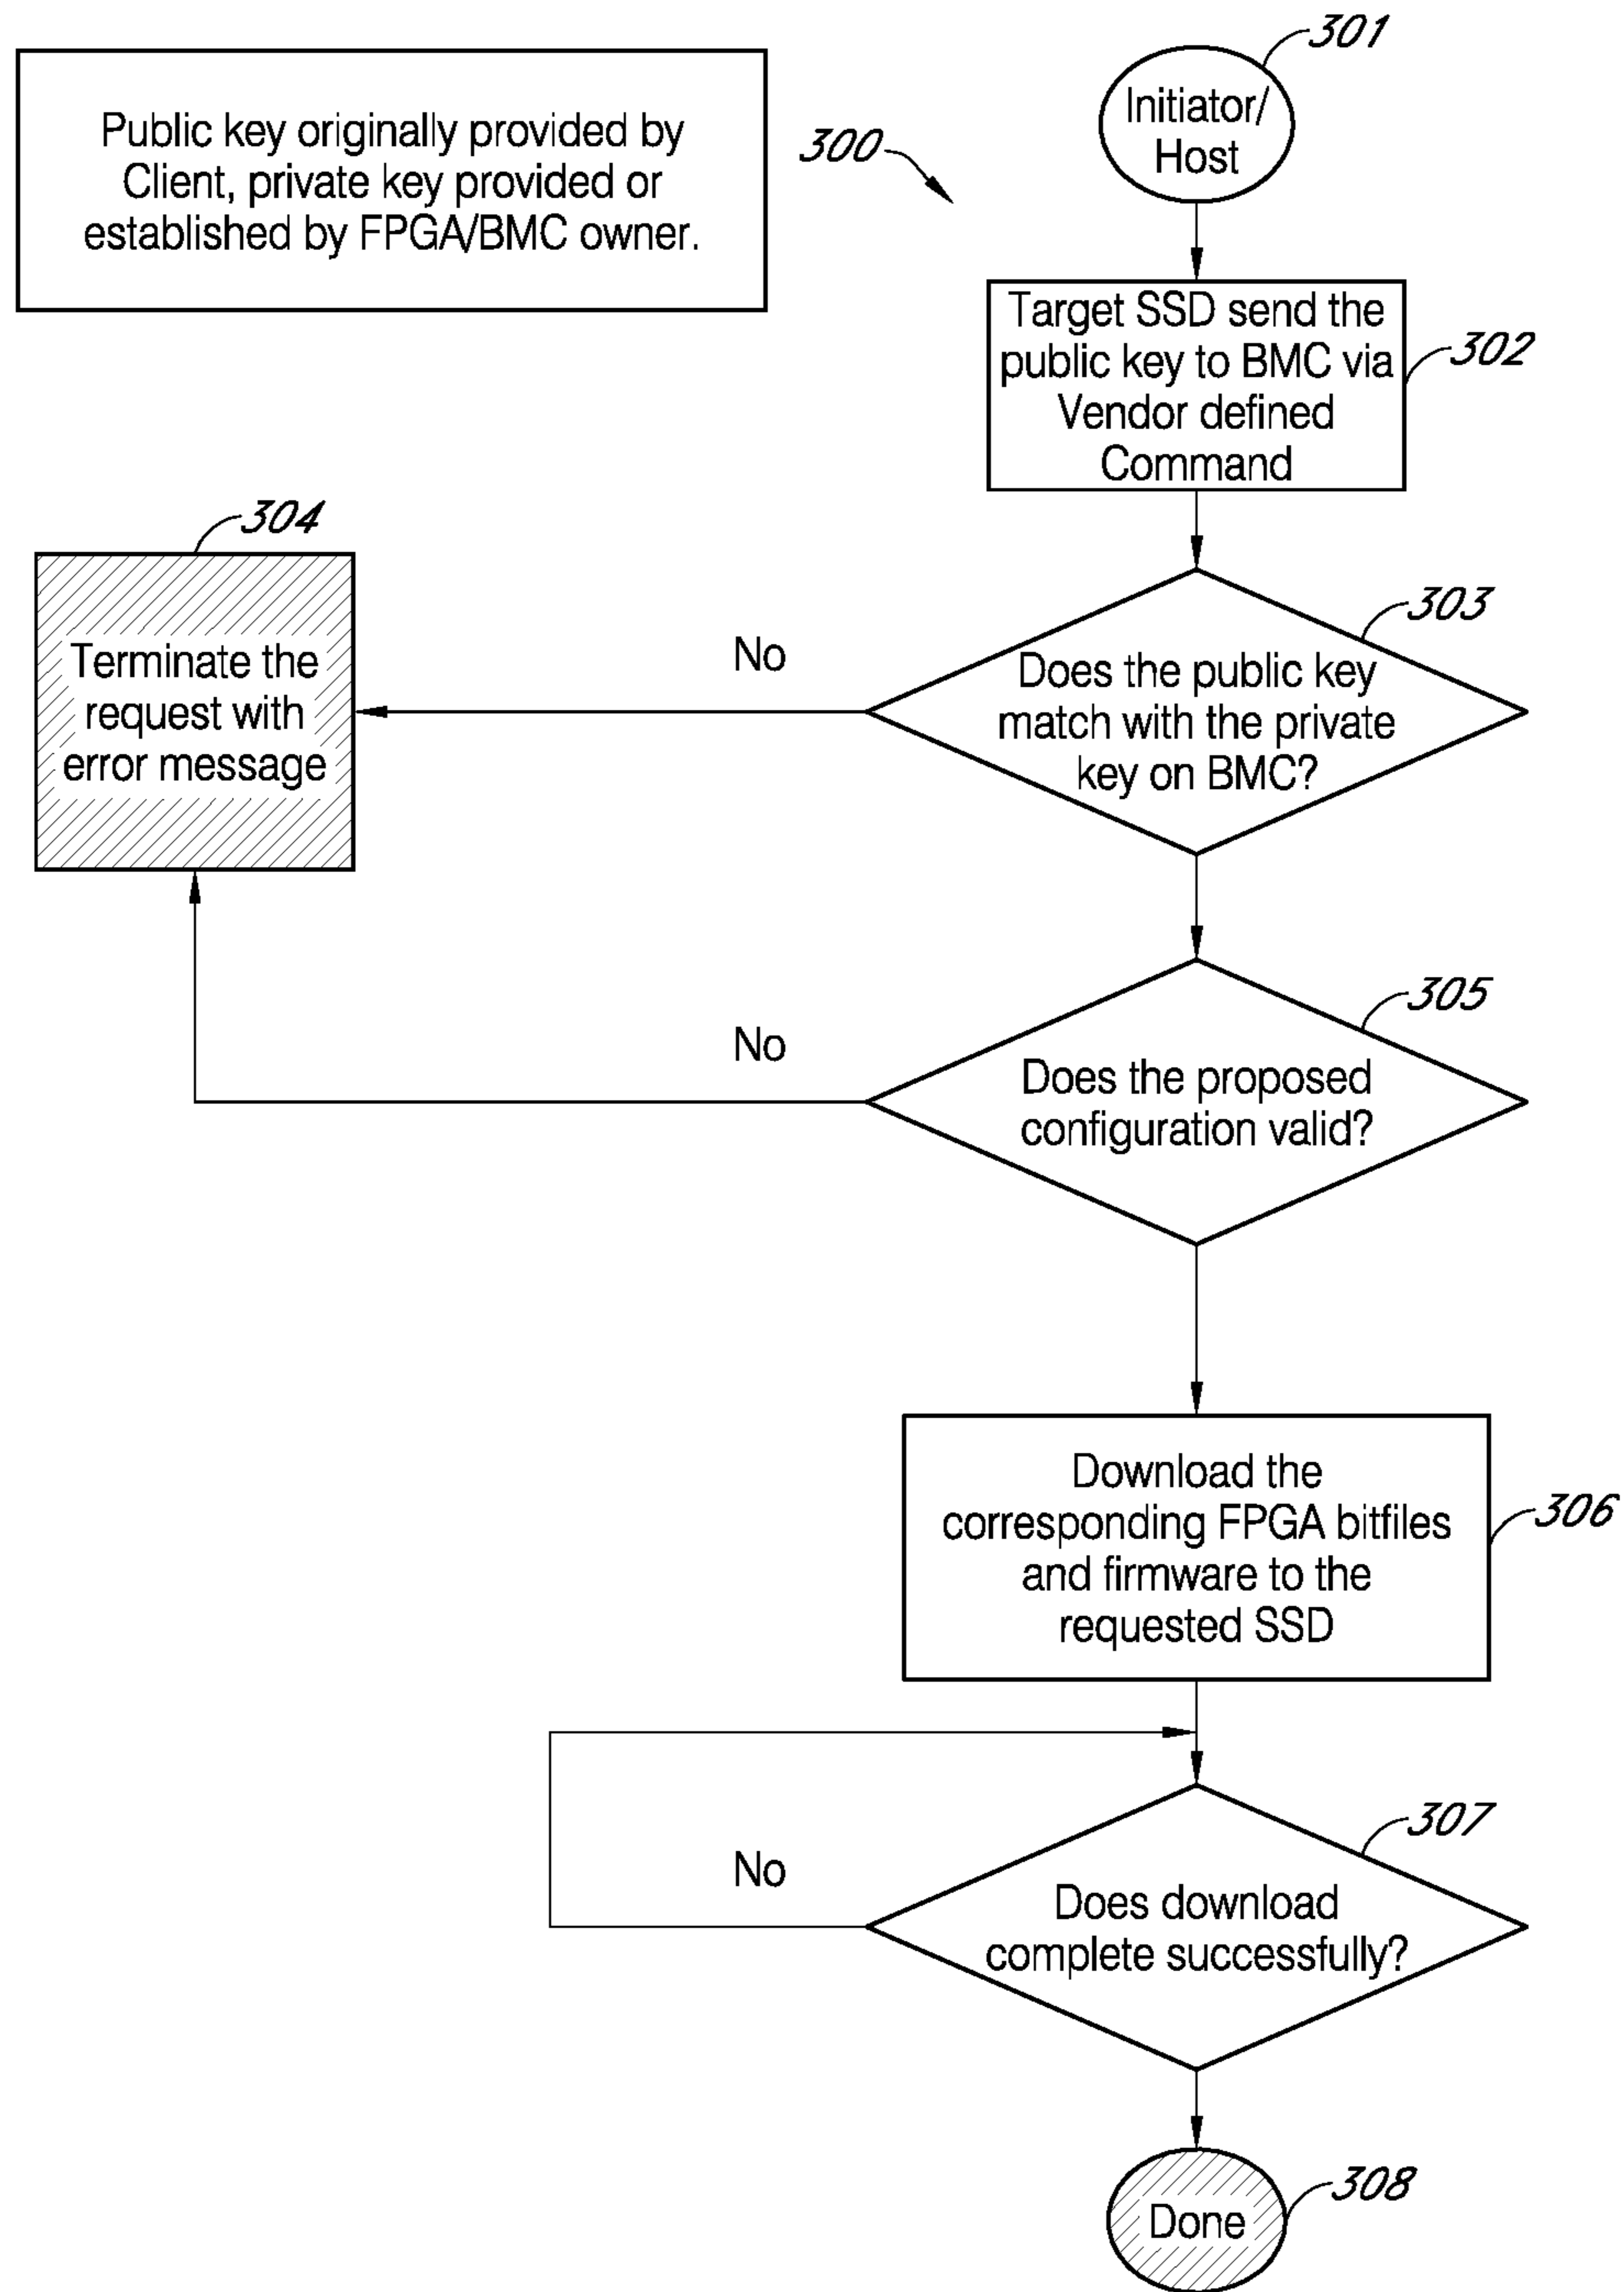 301
Public key originally provided by
Client, private key provided or
established by FPGA/BMC owner.
300
Initiator/
Host
Target SSD send the
public key to BMC via
Vendor defined
Command
302
304
Terminate the
request with
error message
No
303
Does the public key
match with the private
key on BMC?
No
305
Does the proposed
configuration valid?
Download the
corresponding FPGA bitfiles
and firmware to the
requested SSD
306
No
307
Does download
complete successfully?
Done
308